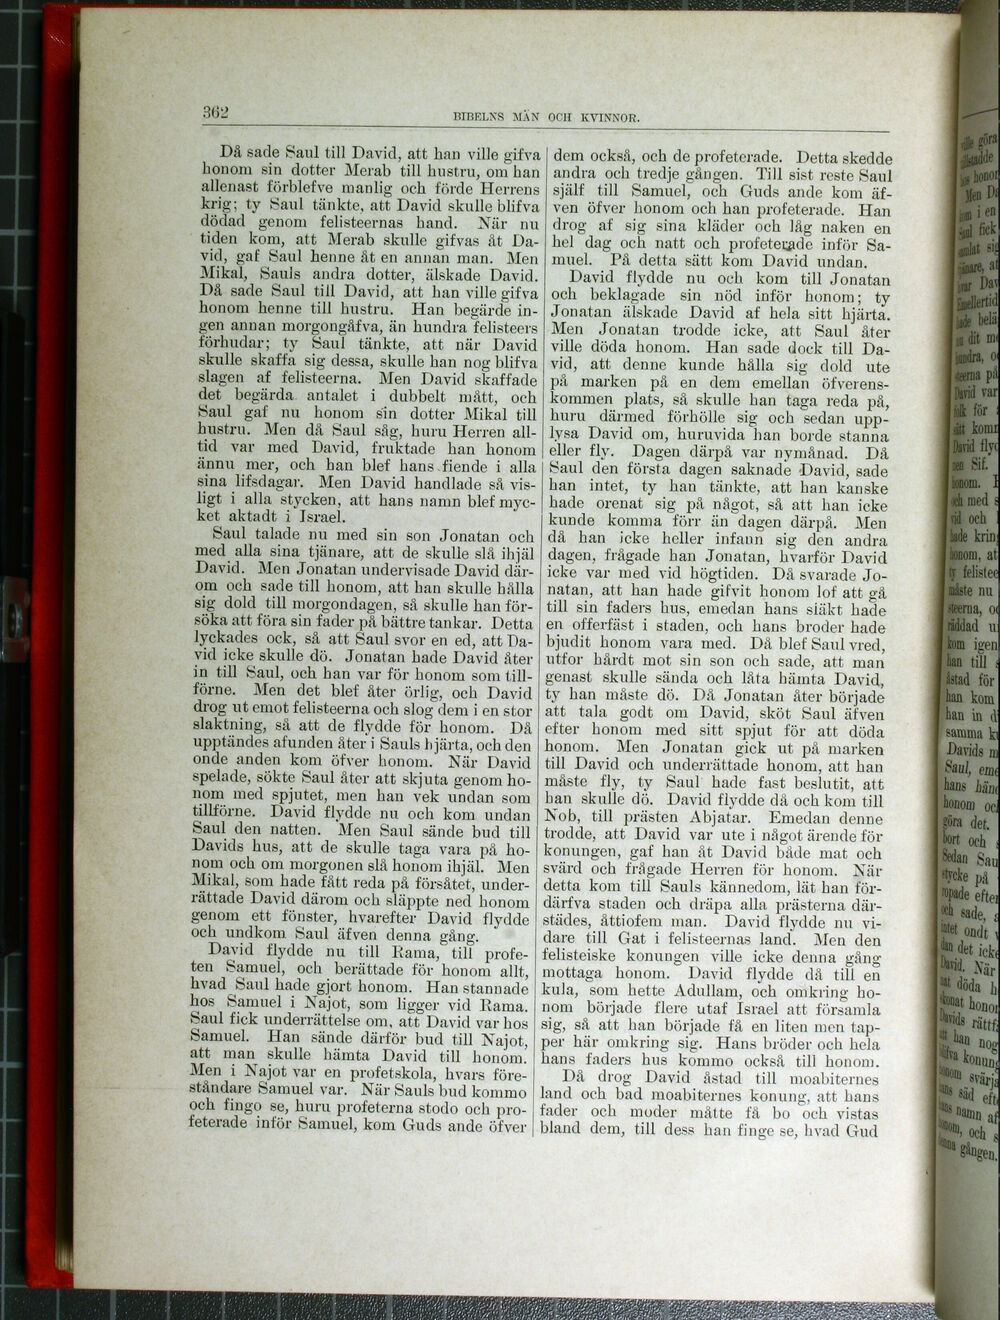 362
BIBELNS MÄN OCH KVINNOR.
Då sade Saul till David, att han ville gifva
honom sin dotter Merab till hustru, om han
allenast förblefve manlig och förde Herrens
krig; ty Saul tänkte, att David skulle blifva
dödad genom felisteernas hand. När nu
tiden kom, att Merab skulle gifvas åt Da-
vid, gaf Saul henne åt en annan man. Men
Mikal, Sauls andra dotter, älskade David.
Då sade Saul till David, att han ville gifva
honom henne till hustru. Han begärde in-
gen annan morgongåfva, än hundra felisteers
förhudar; ty Saul tänkte, att när David
skulle skaffa sig dessa, skulle han nog blifva
slagen af felisteerna. Men David skaffade
det begärda antalet i dubbelt mått, och
Saul gaf nu honom sin dotter Mikal till
hustru. Men då Saul såg, huru Herren all-
tid var med David, fruktade han honom
ännu mer, och han blef hans fiende i alla
sina lifsdagar. Men David handlade så vis-
ligt i alla stycken, att hans namn blef myc-
ket aktadt i Israel.
Saul talade nu med sin son Jonatan och
med alla sina tjänare, att de skulle slå ihjäl
David. Men Jonatan undervisade David där-
om och sade till honom, att han skulle hålla
sig dold till morgondagen, så skulle han för-
söka att föra sin fader på bättre tankar. Detta
lyckades ock, så att Saul svor en ed, att Da-
vid icke skulle dö. Jonatan hade David åter
in till Saul, och han var för honom som till-
förne. Men det blef åter örlig, och David
drog ut emot felisteerna och slog dem i en stor
slaktning, så att de flydde för honom. Då
upptändes afunden åter i Sauls hjärta, och den
onde anden kom öfver honom. När David
spelade, sökte Saul åter att skjuta genom ho-
nom med spjutet, men han vek undan som
tillförne. David flydde nu och kom undan
Saul den natten. Men Saul sände bud till
Davids hus, att de skulle taga vara på ho-
nom och om morgonen slå honom ihjäl. Men
Mikal, som hade fått reda på försåtet, under-
rättade David därom och släppte ned honom
genom ett fönster, hvarefter David flydde
och undkom Saul äfven denna gång.
David flydde nu till Rama, till profe-
ten Samuel, och berättade för honom allt,
hvad Saul hade gjort honom. Han stannade
hos Samuel i Najot, som ligger vid Rama.
Saul fick underrättelse om, att David var hos
Samuel. Han sände därför bud till Najot,
att man skulle hämta David till honom.
Men i Najot var en profetskola, hvars före-
ståndare Samuel var. När Sauls bud kommo
och fingo se, huru profeterna stodo och pro-
feterade inför Samuel, kom Guds ande öfver
dem också, och de profeterade. Detta skedde
andra och tredje gången. Till sist reste Saul
själf till Samuel, och Guds ande kom äf-
ven öfver honom och han profeterade. Han
drog af sig sina kläder och låg naken en
hel dag och natt och profeterade inför Sa-
muel. På detta sätt kom David undan.
David flydde nu och kom till Jonatan
och beklagade sin nöd inför honom; ty
Jonatan älskade David af hela sitt hjärta.
Men Jonatan trodde icke, att Saul åter
ville döda honom. Han sade dock till Da-
vid, att denne kunde hålla sig dold ute
på marken på en dem emellan öfverens-
kommen plats, så skulle han taga reda på,
huru därmed förhölle sig och sedan upp-
lysa David om, huruvida han borde stanna
eller fly. Dagen därpå var nymånad. Då
Saul den första dagen saknade David, sade
han intet, ty han tänkte, att han kanske
hade orenat sig på något, så att han icke
kunde komma förr än dagen därpå. Men
då han icke heller infann sig den andra
dagen, frågade han Jonatan, hvarför David
icke var med vid högtiden. Då svarade Jo-
natan, att han hade gifvit honom lof att gå
till sin faders hus, emedan hans släkt hade
en offerfäst i staden, och hans broder hade
bjudit honom vara med. Då blef Saul vred,
utfor hårdt mot sin son och sade, att man
genast skulle sända och låta hämta David,
ty han måste dö. Då Jonatan åter började
att tala godt om David, sköt Saul äfven
efter honom med sitt spjut för att döda
honom. Men Jonatan gick ut på marken
till David och underrättade honom, att han
måste fly, ty Saul hade fast beslutit, att
han skulle dö. David flydde då och kom till
Nob, till prästen Abjatar. Emedan denne
trodde, att David var ute i något ärende för
konungen, gaf han åt David både mat och
svärd och frågade Herren för honom. När
detta kom till Sauls kännedom, lät han för-
därfva staden och dräpa alla prästerna där-
städes, åttiofem man. David flydde nu vi-
dare till Gat i felisteernas land. Men den
felisteiske konungen ville icke denna gång
mottaga honom. David flydde då till en
kula, som hette Adullam, och omkring ho-
nom började flere utaf Israel att församla
sig, så att han började få en liten men tap-
per här omkring sig. Hans bröder och hela
hans faders hus kommo också till honom.
Då drog David åstad till moabiternes
land och bad moabiternes konung, att hans
fader och moder måtte få bo och vistas
bland dem, till dess han finge se, hvad Gud